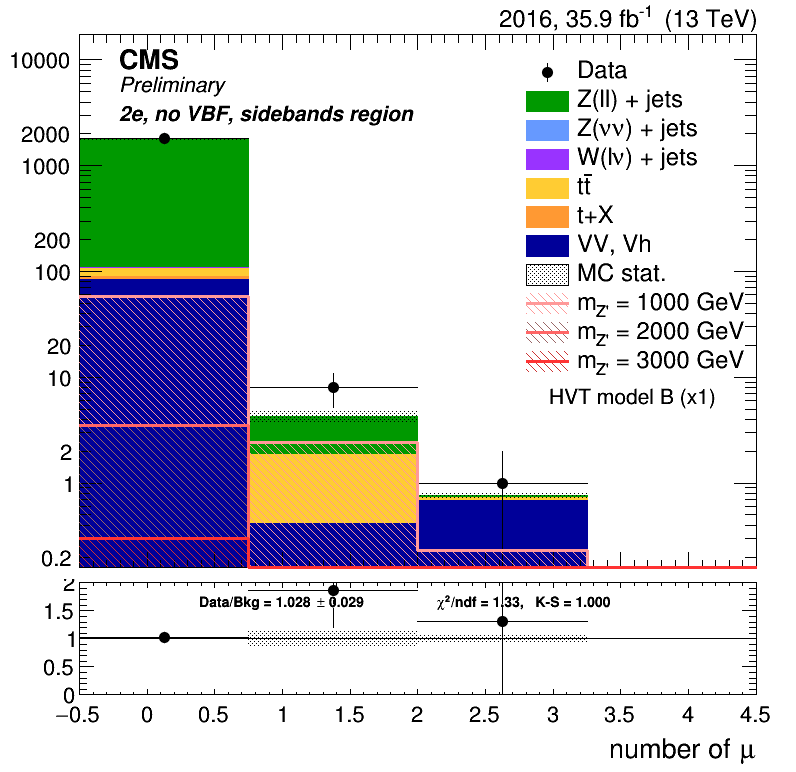 2016, 35.9 fb⁻¹ (13 TeV)
CMS
Preliminary
2e, no VBF, sidebands region
Data
Z(ll) + jets
Z(νν) + jets
W(lν) + jets
tt̄
t+X
VV, Vh
MC stat.
m_Z' = 1000 GeV
m_Z' = 2000 GeV
m_Z' = 3000 GeV
HVT model B (x1)
10000
2000
1000
200
100
20
10
2
1
0.2
Data/Bkg = 1.028 ± 0.029 χ²/ndf = 1.33, K-S = 1.000
2
1.5
1
0.5
0
−0.5 0 0.5 1 1.5 2 2.5 3 3.5 4 4.5
number of μ